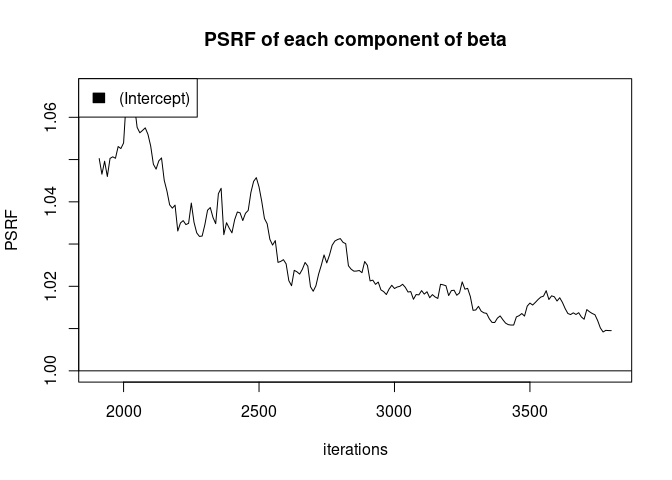 PSRF of each component of beta
(Intercept)
PSRF
1.06
1.04
1.02
1.00
2000 2500 3000 3500
iterations